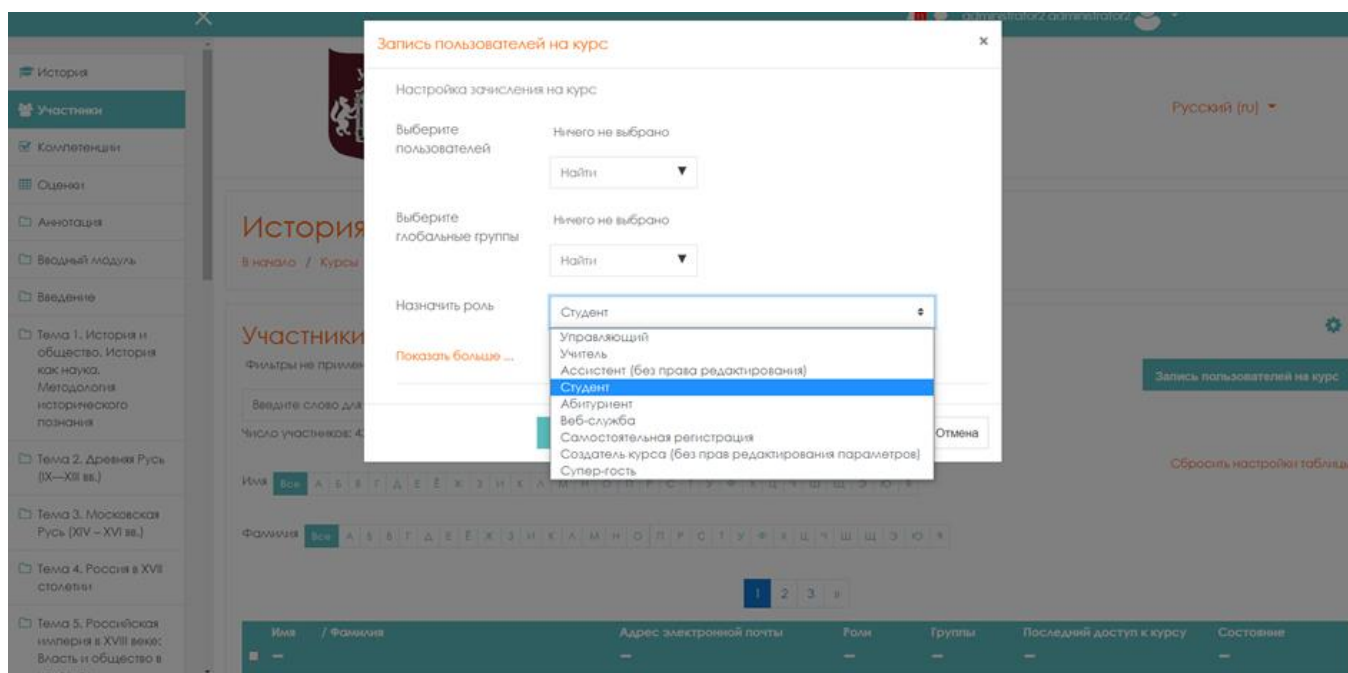 administrator2 administrator2
История
Участники
Компетенции
Оценки
Аннотация
Вводный модуль
Введение
Тема 1. История и
общество. История
как наука.
Методология
исторического
познания
Тема 2. Древняя Русь
(IX—XIII вв.)
Тема 3. Московская
Русь (XIV – XVI вв.)
Тема 4. Россия в XVII
столетии
Тема 5. Российская
империя в XVIII веке:
Власть и общество в
Русский (ru)
История
В начало / Курсы
Участники
Фильтры не примен
Запись пользователей на курс
Введите слово для
Число участников: 4
Сбросить настройки таблицы
Запись пользователей на курс
×
Настройка зачисления на курс
Выберите
пользователей
Ничего не выбрано
Найти ▼
Выберите
глобальные группы
Ничего не выбрано
Найти ▼
Назначить роль
Студент
Управляющий
Учитель
Ассистент (без права редактирования)
Студент
Абитуриент
Веб-служба
Самостоятельная регистрация
Создатель курса (без прав редактирования параметров)
Супер-гость
Показать больше ...
Отмена
Имя Все А Б В Г Д Е Ё Ж З И К Л М Н О П Р С Т У Ф Х Ц Ч Ш Щ Э Ю Я
Фамилия Все А Б В Г Д Е Ё Ж З И К Л М Н О П Р С Т У Ф Х Ц Ч Ш Щ Э Ю Я
1 2 3 »
Имя / Фамилия Адрес электронной почты Роли Группы Последний доступ к курсу Состояние